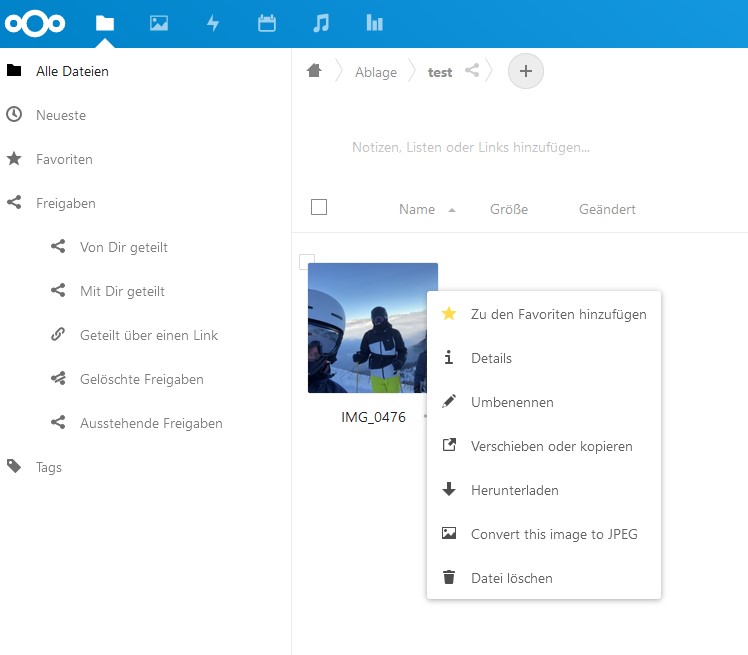 Alle Dateien
Neueste
Favoriten
Freigaben
Von Dir geteilt
Mit Dir geteilt
Geteilt über einen Link
Gelöschte Freigaben
Ausstehende Freigaben
Tags
Ablage
test
Notizen, Listen oder Links hinzufügen...
Name Größe Geändert
IMG_0476
Zu den Favoriten hinzufügen
Details
Umbenennen
Verschieben oder kopieren
Herunterladen
Convert this image to JPEG
Datei löschen